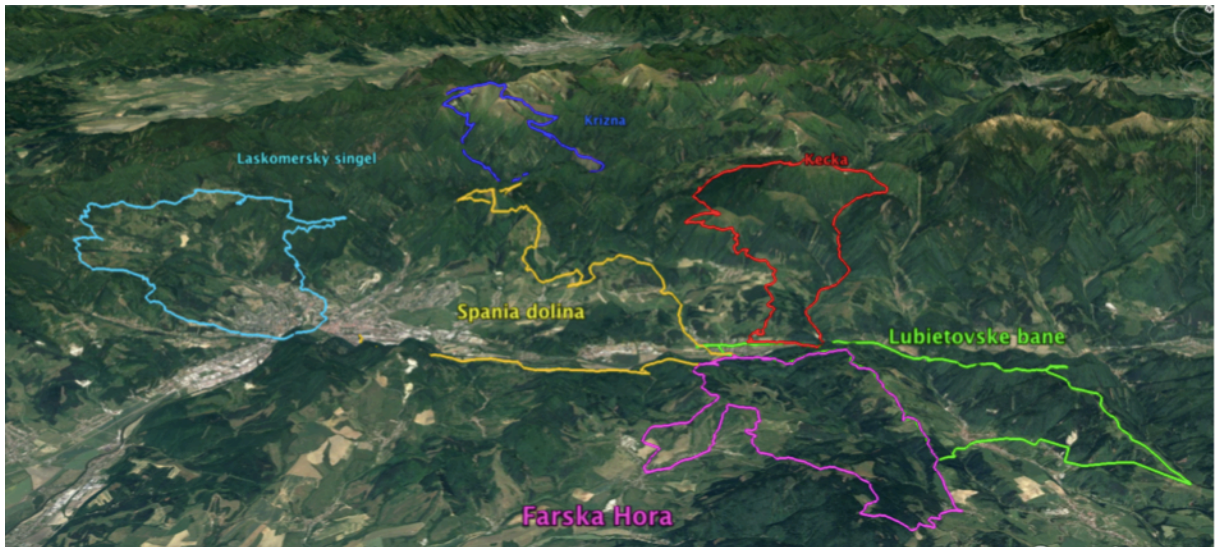 Krizna
Laskomersky singel
Kecka
Spania dolina
Lubietovske bane
Farska Hora